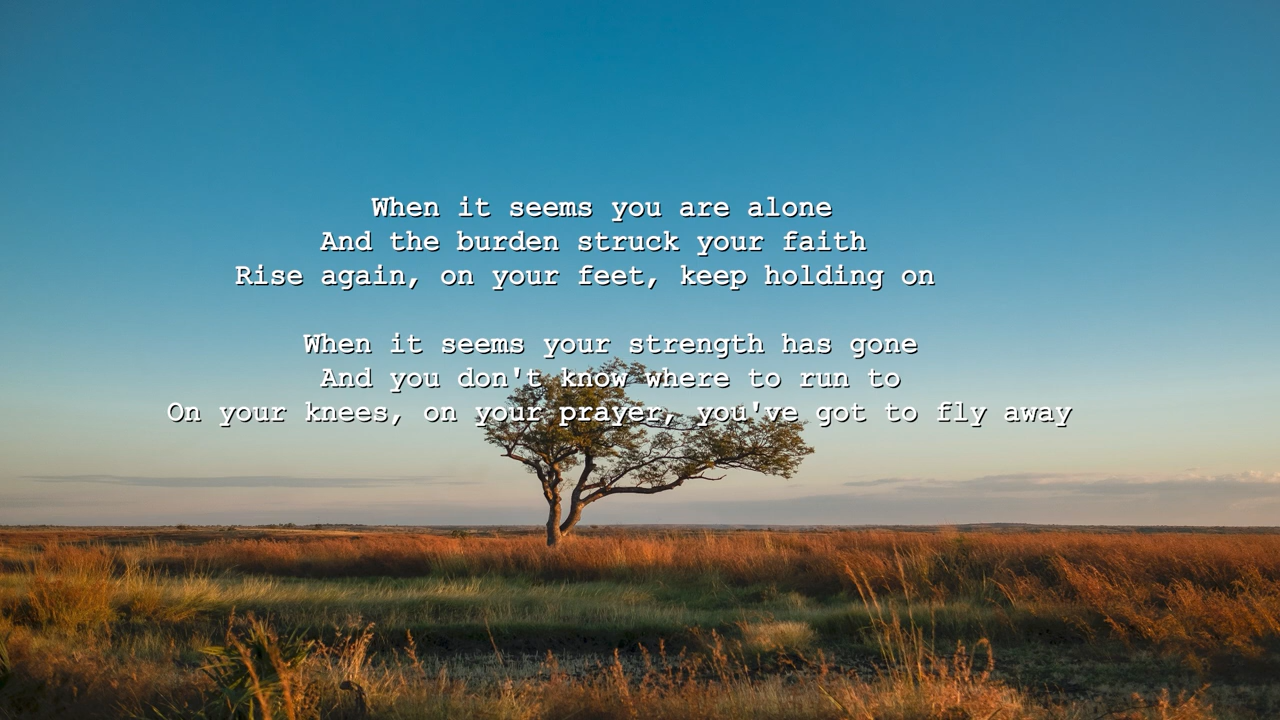 When it seems you are alone
And the burden struck your faith
Rise again, on your feet, keep holding on
When it seems your strength has gone
And you don't know where to run to
On your knees, on your prayer, you've got to fly away